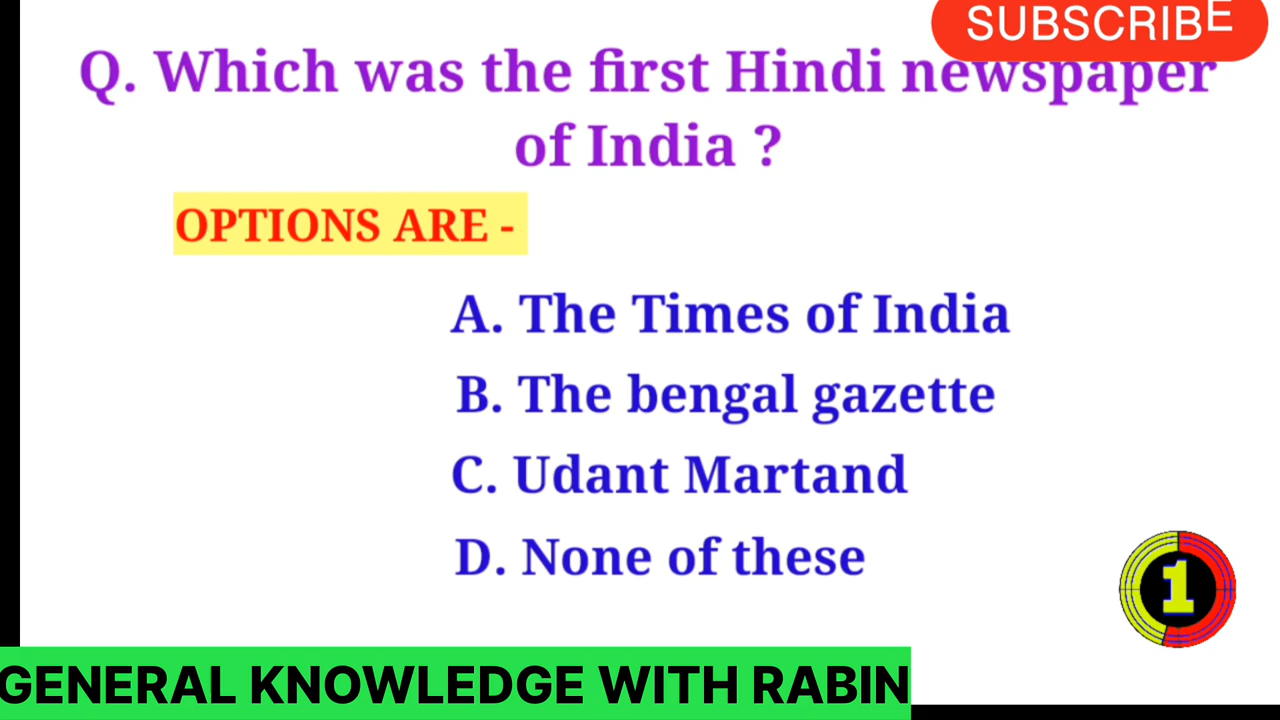 SUBSCRIBE
Q. Which was the first Hindi newspaper
of India ?
OPTIONS ARE -
A. The Times of India
B. The bengal gazette
C. Udant Martand
D. None of these
1
GENERAL KNOWLEDGE WITH RABIN